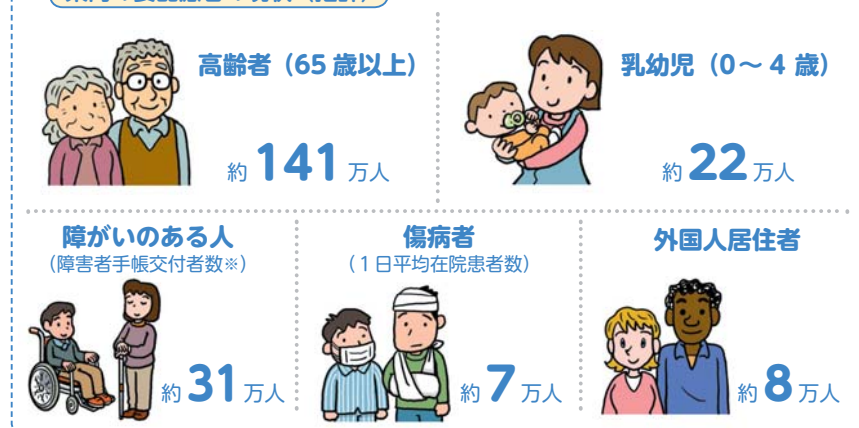 高齢者（65 歳以上）
約 141 万人
乳幼児（0～ 4 歳）
約 22 万人
障がいのある人
（障害者手帳交付者数※）
約 31 万人
傷病者
（１日平均在院患者数）
約 7 万人
外国人居住者
約 8 万人